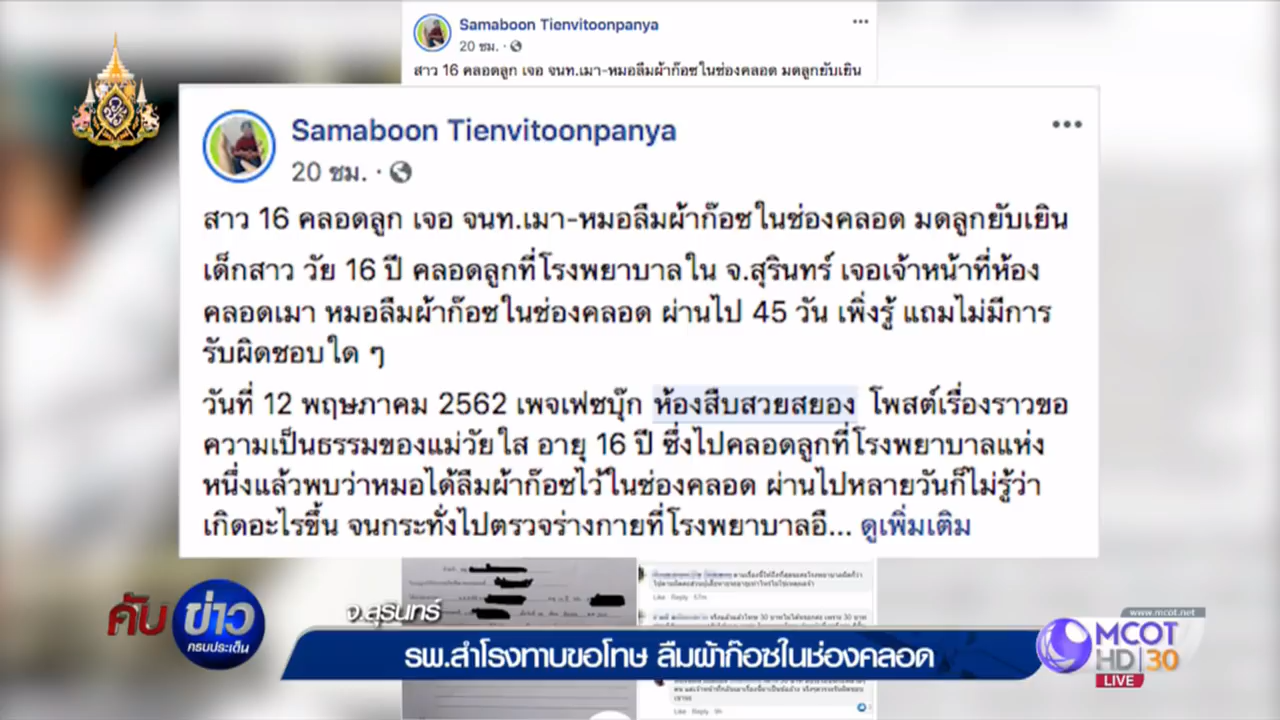 Samaboon Tienvitoonpanya
20 ชม.
สาว 16 คลอดลูก เจอ จนท.เมา-หมอลืมผ้าก๊อซในช่องคลอด มดลูกยับเยิน
Samaboon Tienvitoonpanya
20 ชม.
สาว 16 คลอดลูก เจอ จนท.เมา-หมอลืมผ้าก๊อซในช่องคลอด มดลูกยับเยิน
เด็กสาว วัย 16 ปี คลอดลูกที่โรงพยาบาลใน จ.สุรินทร์ เจอเจ้าหน้าที่ห้อง
คลอดเมา หมอลืมผ้าก๊อซในช่องคลอด ผ่านไป 45 วัน เพิ่งรู้ แถมไม่มีการ
รับผิดชอบใด ๆ
วันที่ 12 พฤษภาคม 2562 เพจเฟซบุ๊ก ห้องสืบสวยสยอง โพสต์เรื่องราวขอ
ความเป็นธรรมของแม่วัยใส อายุ 16 ปี ซึ่งไปคลอดลูกที่โรงพยาบาลแห่ง
หนึ่งแล้วพบว่าหมอได้ลืมผ้าก๊อซไว้ในช่องคลอด ผ่านไปหลายวันก็ไม่รู้ว่า
เกิดอะไรขึ้น จนกระทั่งไปตรวจร่างกายที่โรงพยาบาลอื... ดูเพิ่มเติม
Like · Reply · 57m
Like · Reply · 9h
คับข่าว
ครบประเด็น
จ.สุรินทร์
รพ.สำโรงทาบขอโทษ ลืมผ้าก๊อซในช่องคลอด
www.mcot.net
MCOT
HD 30
LIVE